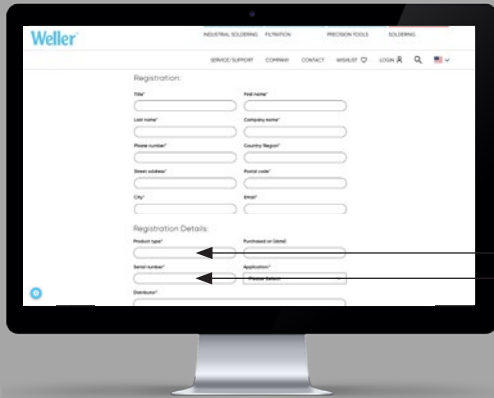 Weller
INDUSTRIAL SOLDERING FILTRATION PRECISION TOOLS SOLDERING
SERVICE/ SUPPORT COMPANY CONTACT WISHLIST LOGIN
Registration:
Title* First name*
Last name* Company name*
Phone number* Country/ Region*
Street address* Postal code*
City* Email*
Registration Details:
Product type* Purchased on (date)
Serial number* Application:*
Please Select
Distributor*